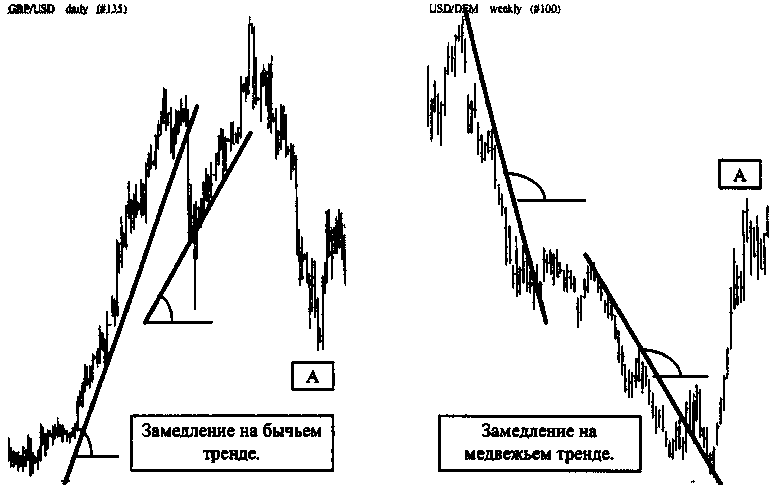 GBP/USD daily (#135)
USD/DEM weekly (#100)
A
A
Замедление на бычьем
тренде.
Замедление на
медвежьем тренде.